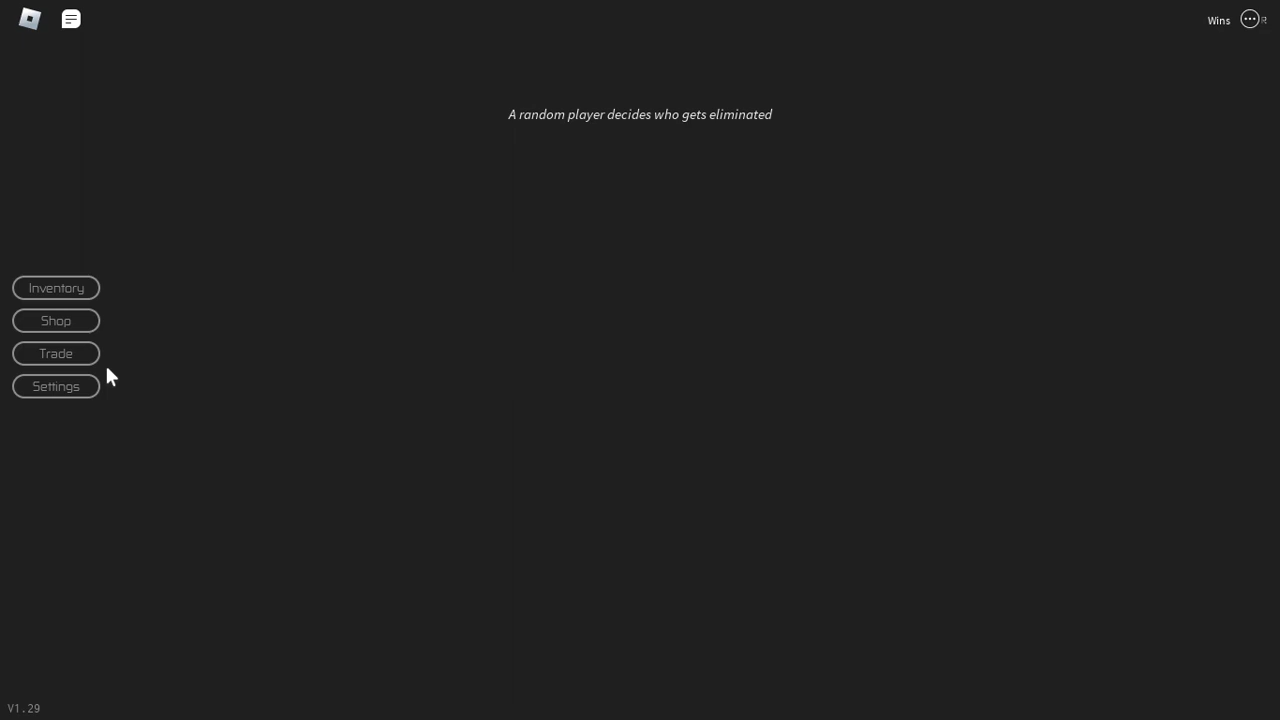 Wins
A random player decides who gets eliminated
Inventory
Shop
Trade
Settings
V1.29